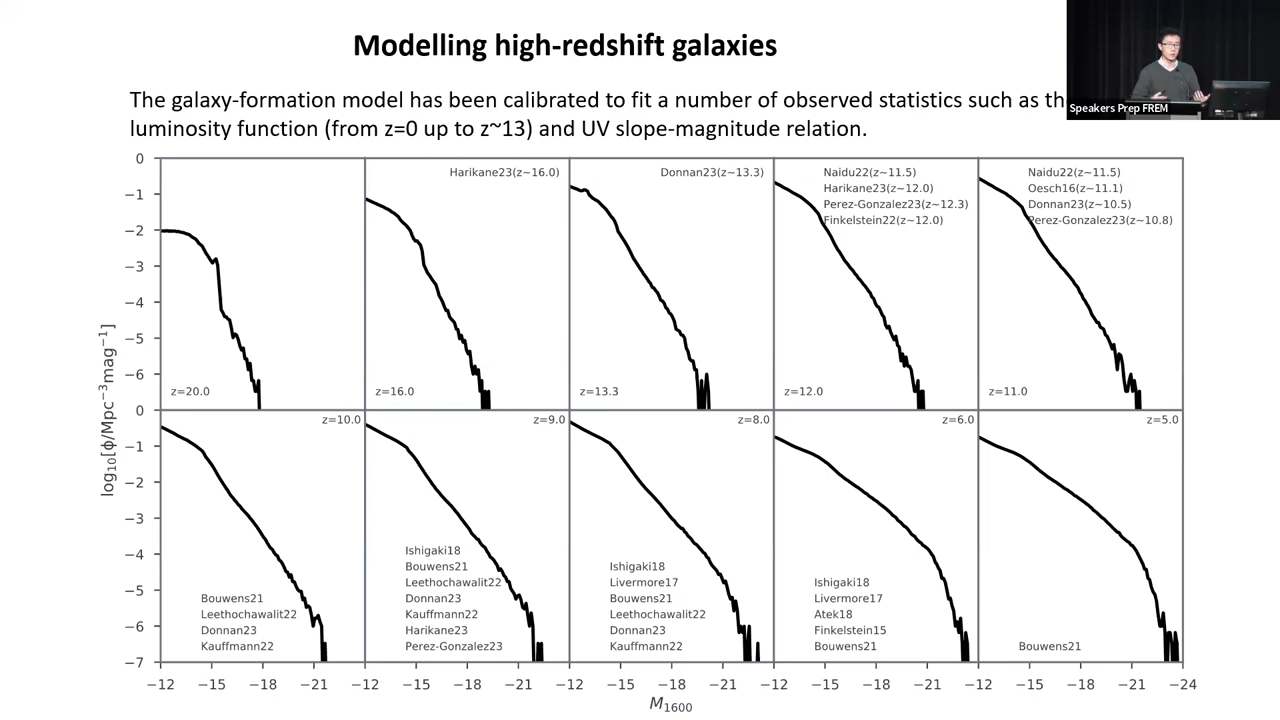 Modelling high-redshift galaxies
The galaxy-formation model has been calibrated to fit a number of observed statistics such as th
luminosity function (from z=0 up to z~13) and UV slope-magnitude relation.
Speakers Prep FREM
log10[ϕ/Mpc−3mag−1]
0
−1
−2
−3
−4
−5
−6
z=20.0
Harikane23(z~16.0)
z=16.0
Donnan23(z~13.3)
z=13.3
Naidu22(z~11.5)
Harikane23(z~12.0)
Perez-Gonzalez23(z~12.3)
Finkelstein22(z~12.0)
z=12.0
Naidu22(z~11.5)
Oesch16(z~11.1)
Donnan23(z~10.5)
Perez-Gonzalez23(z~10.8)
z=11.0
0
−1
−2
−3
−4
−5
−6
−7
z=10.0
Bouwens21
Leethochawalit22
Donnan23
Kauffmann22
z=9.0
Ishigaki18
Bouwens21
Leethochawalit22
Donnan23
Kauffmann22
Harikane23
Perez-Gonzalez23
z=8.0
Ishigaki18
Livermore17
Bouwens21
Leethochawalit22
Donnan23
Kauffmann22
z=6.0
Ishigaki18
Livermore17
Atek18
Finkelstein15
Bouwens21
z=5.0
Bouwens21
−12 −15 −18 −21 −12 −15 −18 −21 −12 −15 −18 −21 −12 −15 −18 −21 −12 −15 −18 −21 −24
M1600